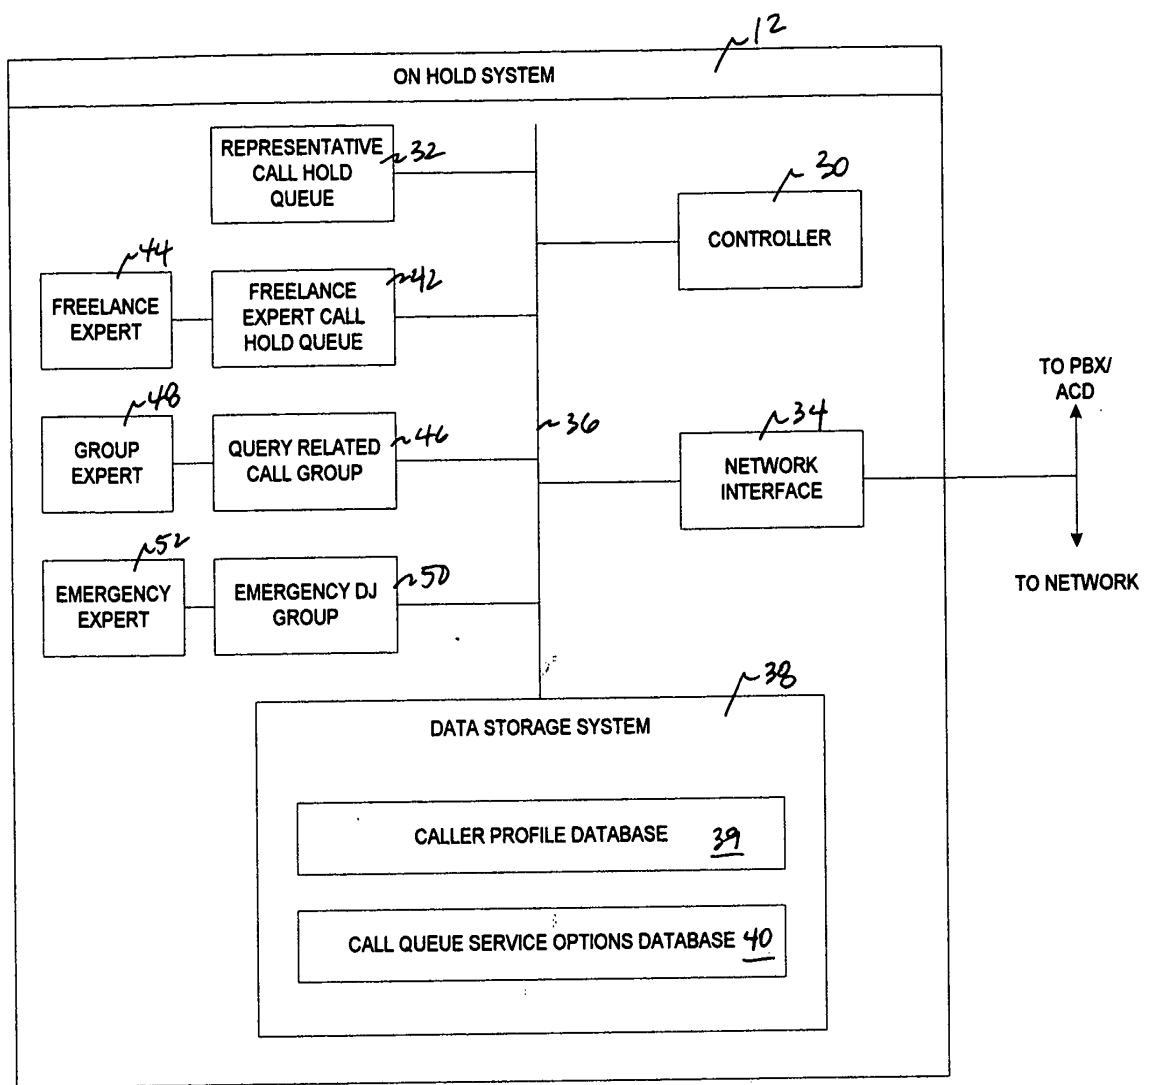 12
ON HOLD SYSTEM
REPRESENTATIVE
CALL HOLD
QUEUE
32
30
CONTROLLER
44
FREELANCE
EXPERT
42
FREELANCE
EXPERT CALL
HOLD QUEUE
TO PBX/
ACD
48
GROUP
EXPERT
46
QUERY RELATED
CALL GROUP
36
34
NETWORK
INTERFACE
52
EMERGENCY
EXPERT
50
EMERGENCY DJ
GROUP
TO NETWORK
38
DATA STORAGE SYSTEM
CALLER PROFILE DATABASE 39
CALL QUEUE SERVICE OPTIONS DATABASE 40